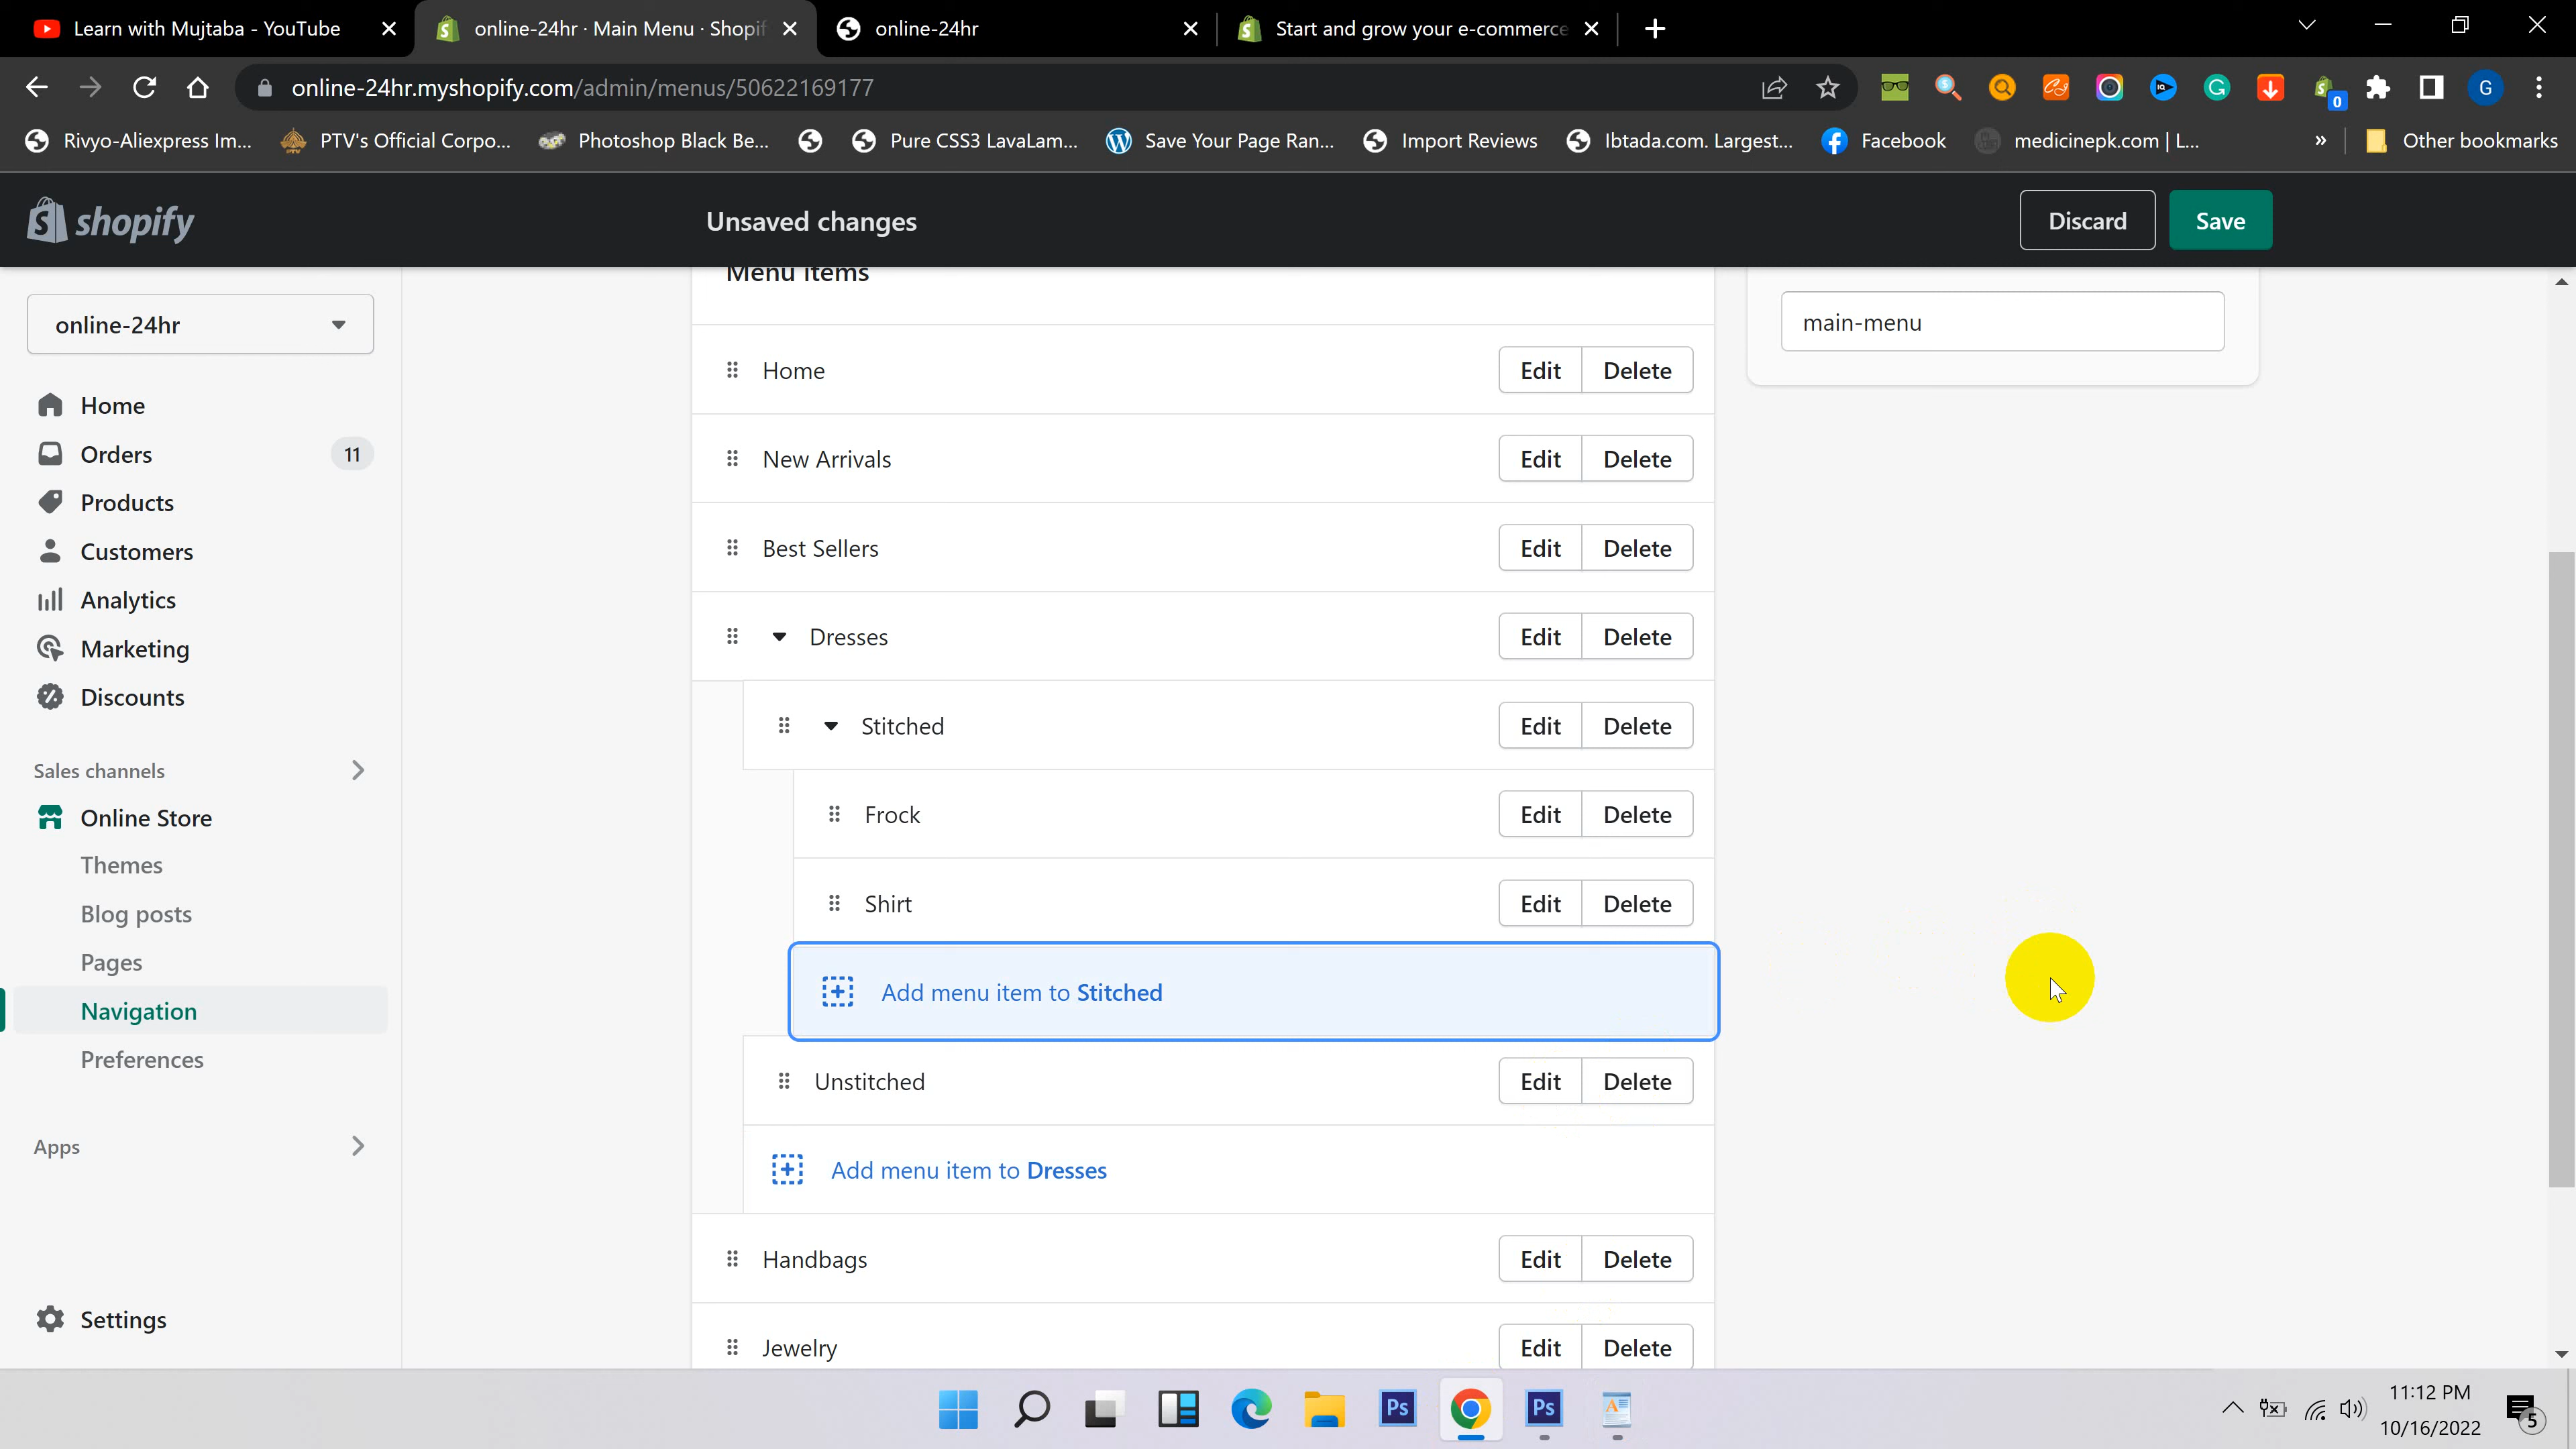 Learn with Mujtaba - YouTube
online-24hr · Main Menu · Shopif
online-24hr
Start and grow your e-commerce
online-24hr.myshopify.com/admin/menus/50622169177
Rivyo-Aliexpress Im...
PTV's Official Corpo...
Photoshop Black Be...
Pure CSS3 LavaLam...
Save Your Page Ran...
Import Reviews
Ibtada.com. Largest...
Facebook
medicinepk.com | L...
»
Other bookmarks
shopify
Unsaved changes
Discard
Save
online-24hr
Home
Orders
11
Products
Customers
Analytics
Marketing
Discounts
Sales channels
Online Store
Themes
Blog posts
Pages
Navigation
Preferences
Apps
Settings
Menu items
Home
Edit Delete
New Arrivals
Edit Delete
Best Sellers
Edit Delete
Dresses
Edit Delete
Stitched
Edit Delete
Frock
Edit Delete
Shirt
Edit Delete
Add menu item to Stitched
Unstitched
Edit Delete
Add menu item to Dresses
Handbags
Edit Delete
Jewelry
Edit Delete
main-menu
11:12 PM
10/16/2022
5